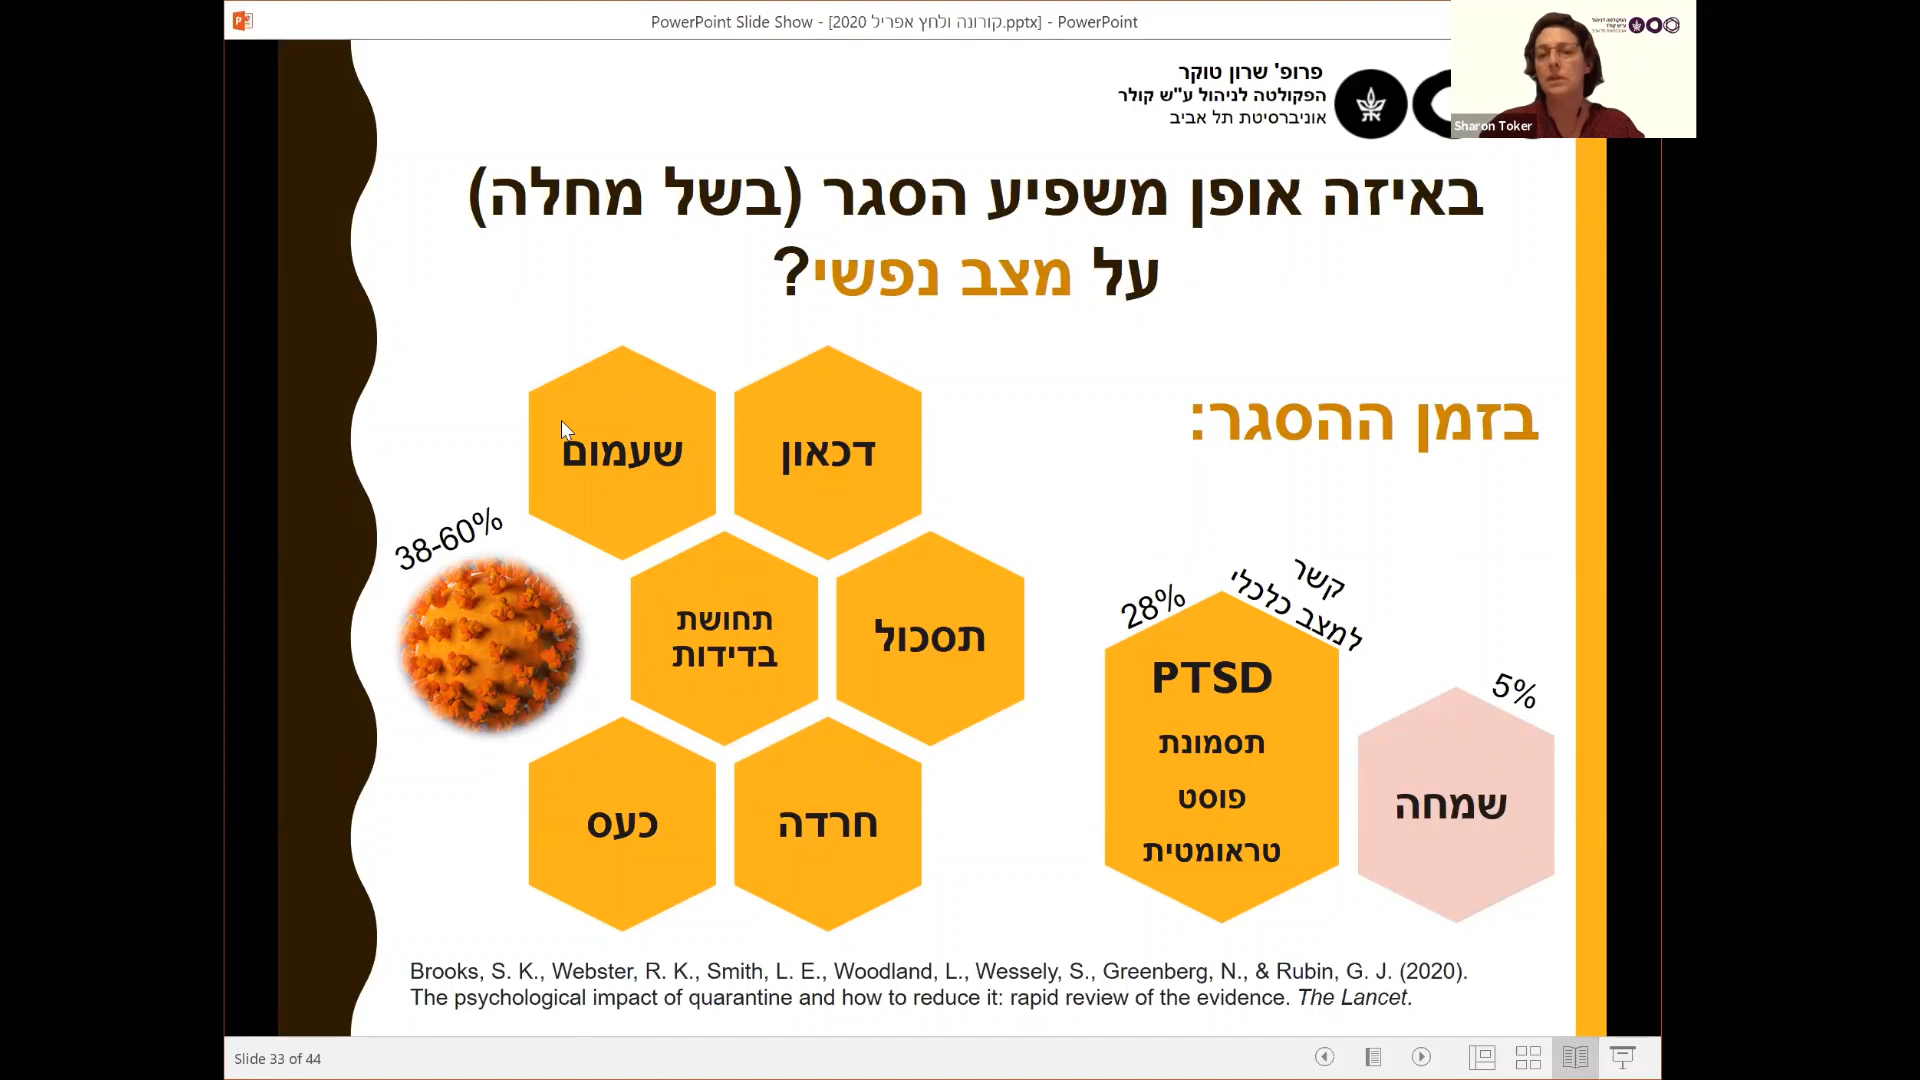 PowerPoint Slide Show - [קורונה ולחץ אפריל 2020.pptx] - PowerPoint
פרופ' שרון טוקר
הפקולטה לניהול ע"ש קולר
אוניברסיטת תל אביב
Sharon Toker
באיזה אופן משפיע הסגר (בשל מחלה)
על מצב נפשי?
בזמן ההסגר:
דכאון
שעמום
38-60%
תסכול
תחושת
בדידות
חרדה
כעס
קשר
למצב כלכלי
28%
PTSD
תסמונת
פוסט
טראומטית
5%
שמחה
Brooks, S. K., Webster, R. K., Smith, L. E., Woodland, L., Wessely, S., Greenberg, N., & Rubin, G. J. (2020).
The psychological impact of quarantine and how to reduce it: rapid review of the evidence. The Lancet.
Slide 33 of 44